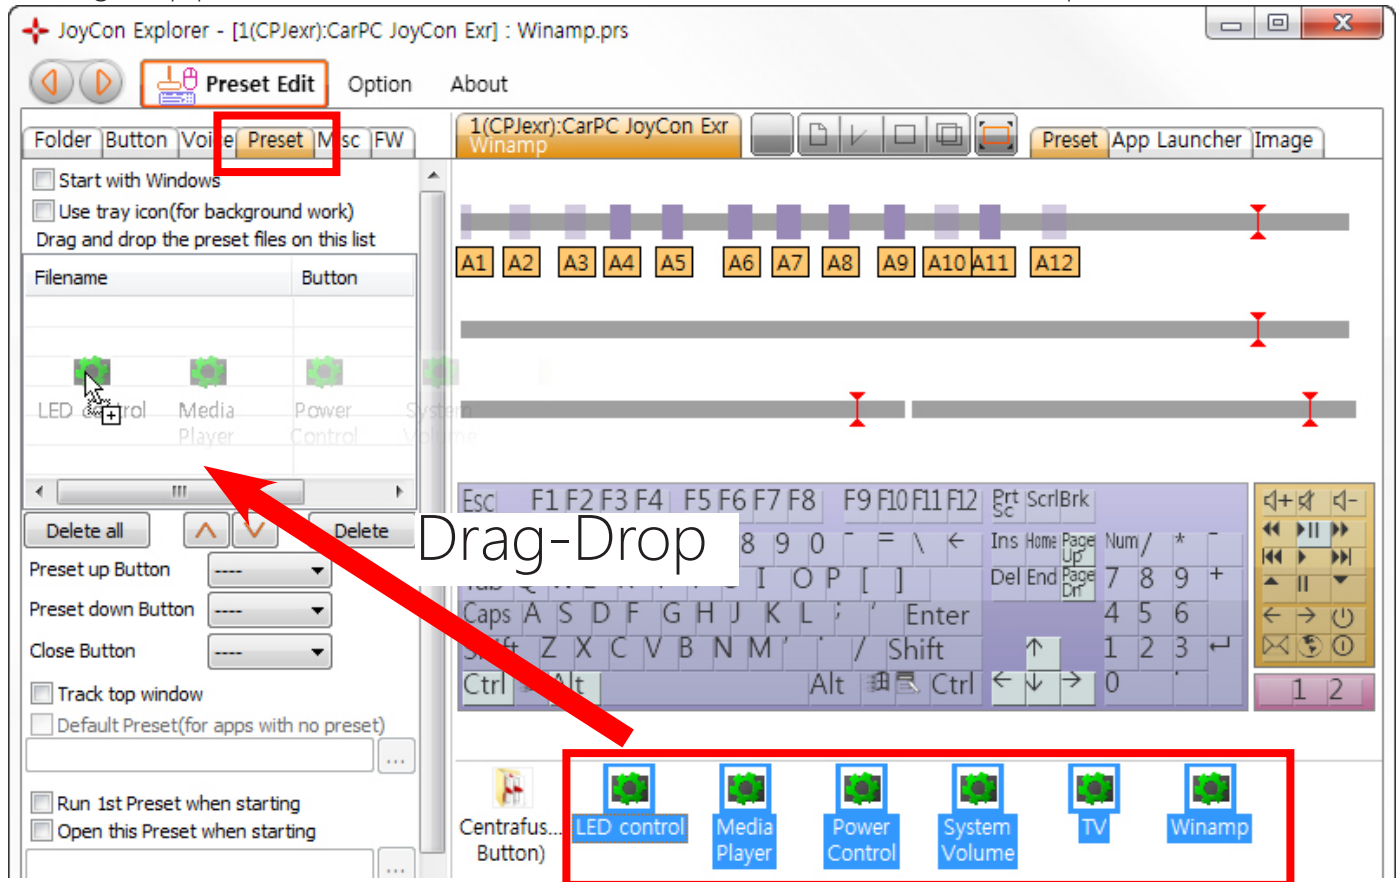 JoyCon Explorer - [1(CPJexr):CarPC JoyCon Exr] : Winamp.prs
Preset Edit Option About
Folder Button Voice Preset Misc FW
1(CPJexr):CarPC JoyCon Exr
Winamp
Preset App Launcher Image
Start with Windows
Use tray icon(for background work)
Drag and drop the preset files on this list
Filename Button
A1 A2 A3 A4 A5 A6 A7 A8 A9 A10 A11 A12
LED control Media Player Power Control System Volume
Delete all Delete
Preset up Button ----
Preset down Button ----
Close Button ----
Track top window
Default Preset(for apps with no preset)
...
Run 1st Preset when starting
Open this Preset when starting
...
Drag-Drop
Esc F1 F2 F3 F4 F5 F6 F7 F8 F9 F10 F11 F12 Prt Sc Scrl Brk
8 9 0 - = \ ← Ins Home Page Up Num / * -
I O P [ ] Del End Page Dn 7 8 9 +
Caps A S D F G H J K L ; ' Enter 4 5 6
Shift Z X C V B N M / Shift ↑ 1 2 3
Ctrl Alt Alt Ctrl ← ↓ → 0 .
1 2
Centrafus... Button)
LED control
Media Player
Power Control
System Volume
TV
Winamp